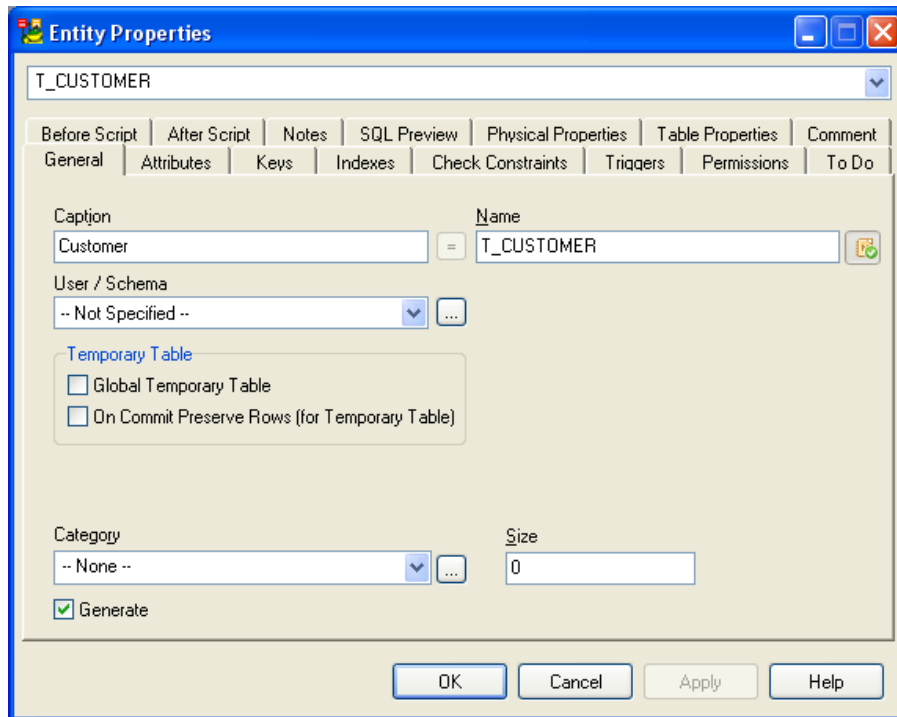 Entity Properties
T_CUSTOMER
Before Script After Script Notes SQL Preview Physical Properties Table Properties Comment
General Attributes Keys Indexes Check Constraints Triggers Permissions To Do
Caption Name
Customer = T_CUSTOMER
User / Schema
-- Not Specified -- ...
Temporary Table
Global Temporary Table
On Commit Preserve Rows (for Temporary Table)
Category Size
-- None -- ... 0
Generate
OK Cancel Apply Help